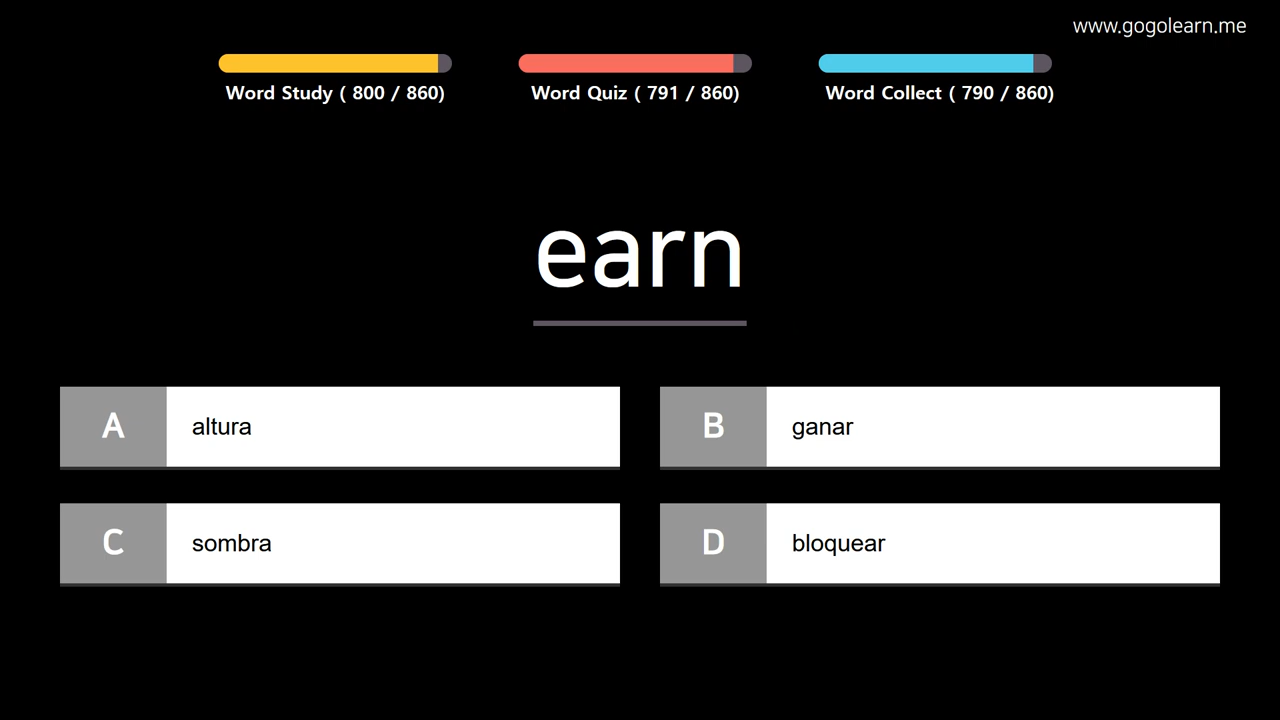 www.gogolearn.me
Word Study ( 800 / 860)
Word Quiz ( 791 / 860)
Word Collect ( 790 / 860)
earn
A altura
B ganar
C sombra
D bloquear